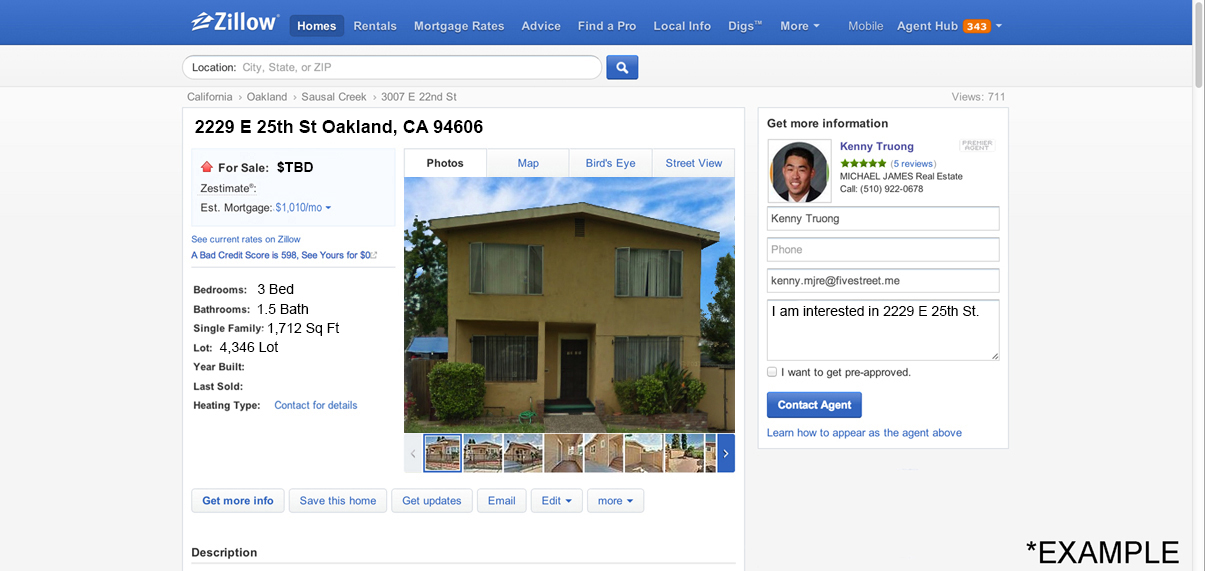 Zillow®
Homes Rentals Mortgage Rates Advice Find a Pro Local Info Digs™ More Mobile Agent Hub 343
Location: City, State, or ZIP
California › Oakland › Sausal Creek › 3007 E 22nd St
Views: 711
2229 E 25th St Oakland, CA 94606
For Sale: $TBD
Zestimate®:
Est. Mortgage: $1,010/mo
See current rates on Zillow
A Bad Credit Score is 598, See Yours for $0
Bedrooms: 3 Bed
Bathrooms: 1.5 Bath
Single Family: 1,712 Sq Ft
Lot: 4,346 Lot
Year Built:
Last Sold:
Heating Type: Contact for details
Photos Map Bird's Eye Street View
Get more info Save this home Get updates Email Edit more
Description
Get more information
Kenny Truong
PREMIER
AGENT
(5 reviews)
MICHAEL JAMES Real Estate
Call: (510) 922-0678
Kenny Truong
Phone
kenny.mjre@fivestreet.me
I am interested in 2229 E 25th St.
I want to get pre-approved.
Contact Agent
Learn how to appear as the agent above
*EXAMPLE